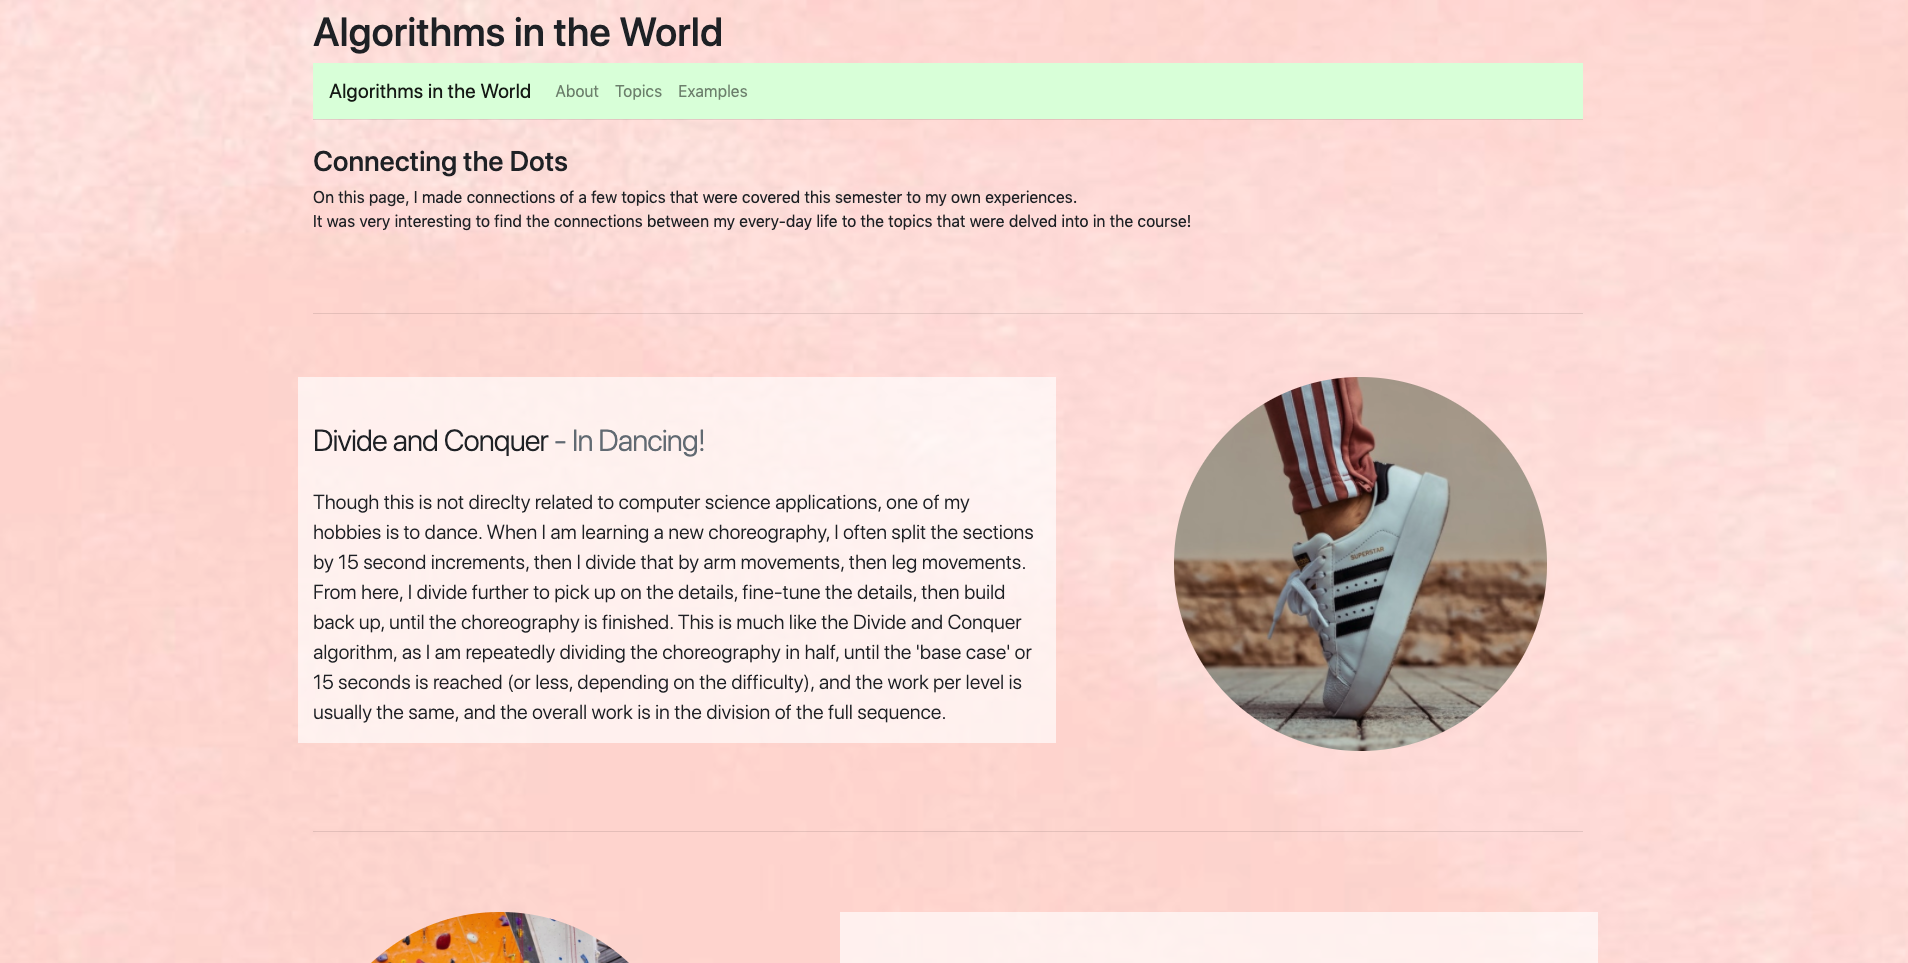 Algorithms in the World
Algorithms in the World About Topics Examples
Connecting the Dots
On this page, I made connections of a few topics that were covered this semester to my own experiences.
It was very interesting to find the connections between my every-day life to the topics that were delved into in the course!
Divide and Conquer - In Dancing!
Though this is not direclty related to computer science applications, one of my
hobbies is to dance. When I am learning a new choreography, I often split the sections
by 15 second increments, then I divide that by arm movements, then leg movements.
From here, I divide further to pick up on the details, fine-tune the details, then build
back up, until the choreography is finished. This is much like the Divide and Conquer
algorithm, as I am repeatedly dividing the choreography in half, until the 'base case' or
15 seconds is reached (or less, depending on the difficulty), and the work per level is
usually the same, and the overall work is in the division of the full sequence.
SUPERSTAR